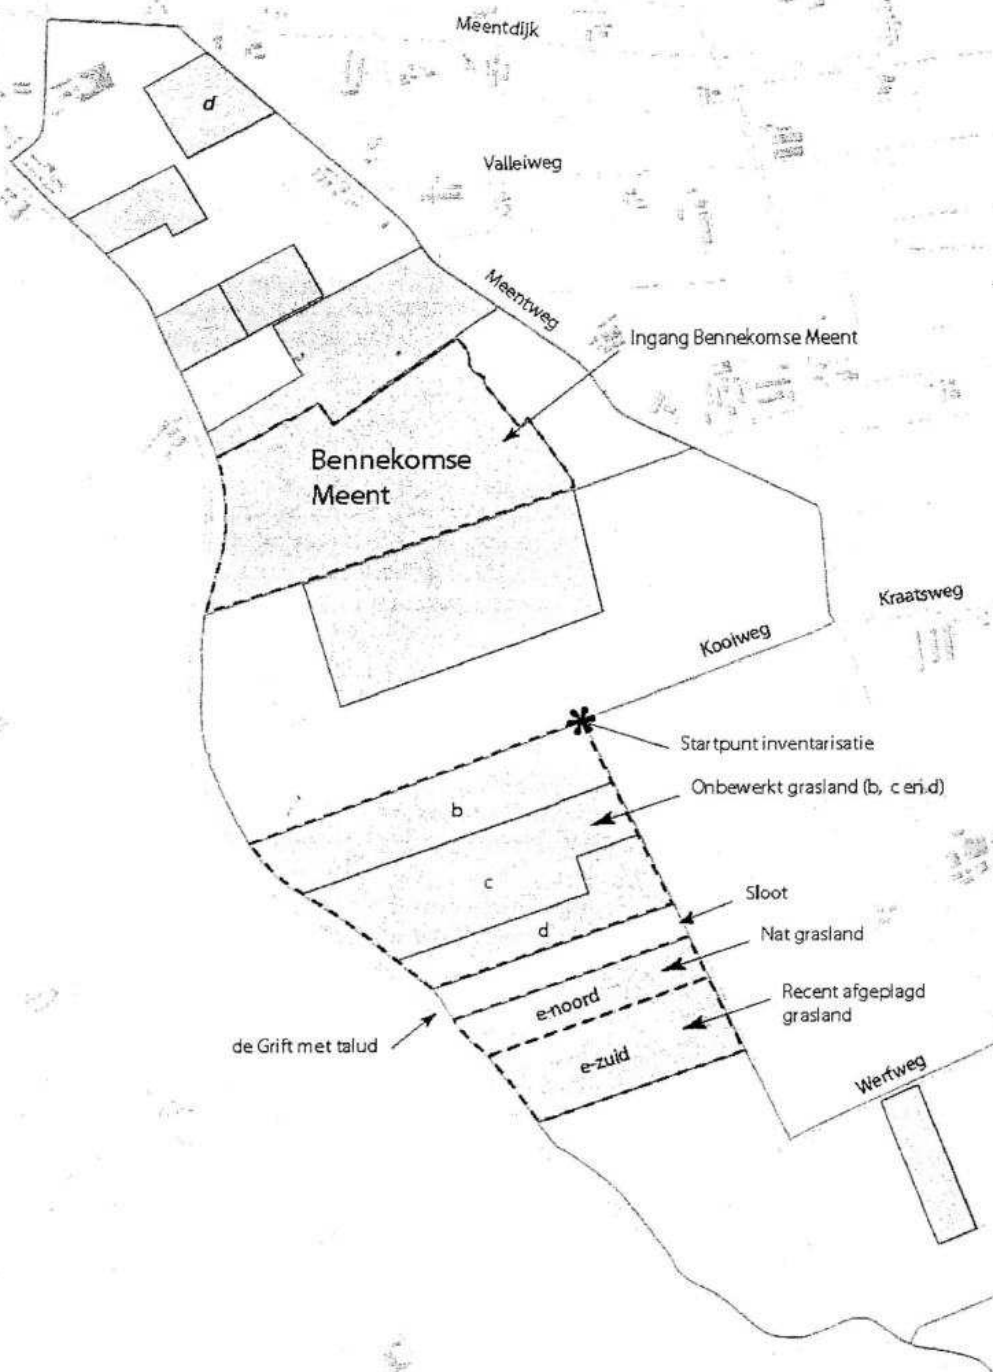 Meentdijk
d
Valleiweg
Meentweg
Ingang Bennekomse Meent
Bennekomse
Meent
Kraatsweg
Kooiweg
Startpunt inventarisatie
Onbewerkt grasland (b, c en d)
b
c
Sloot
d
Nat grasland
e-noord
Recent afgeplagd
grasland
de Grift met talud
e-zuid
Werfweg